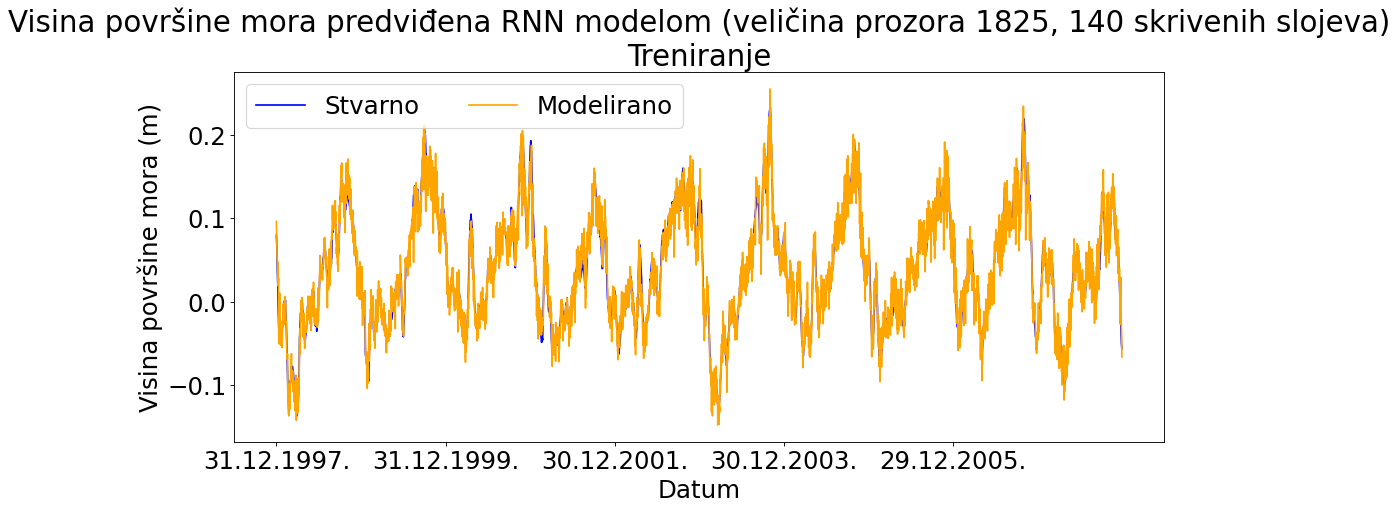 Visina površine mora predviđena RNN modelom (veličina prozora 1825, 140 skrivenih slojeva)
Treniranje
Stvarno Modelirano
Visina površine mora (m)
0.2
0.1
0.0
−0.1
31.12.1997. 31.12.1999. 30.12.2001. 30.12.2003. 29.12.2005.
Datum